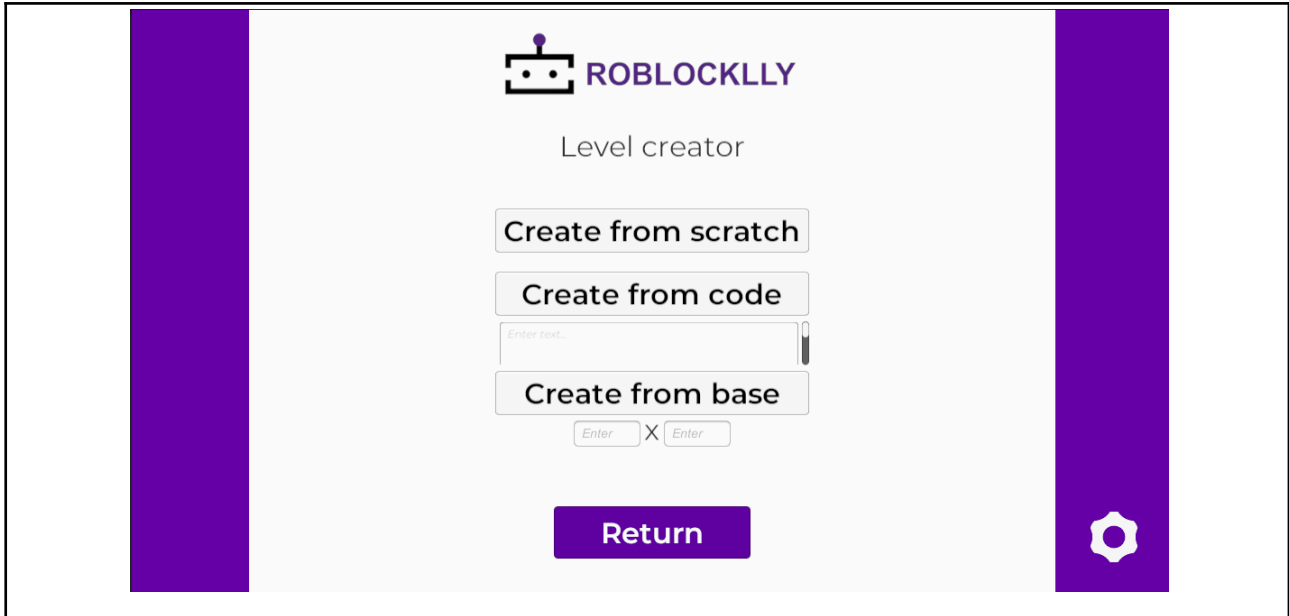 ROBLOCKLLY
Level creator
Create from scratch
Create from code
Enter text...
Create from base
Enter X Enter
Return